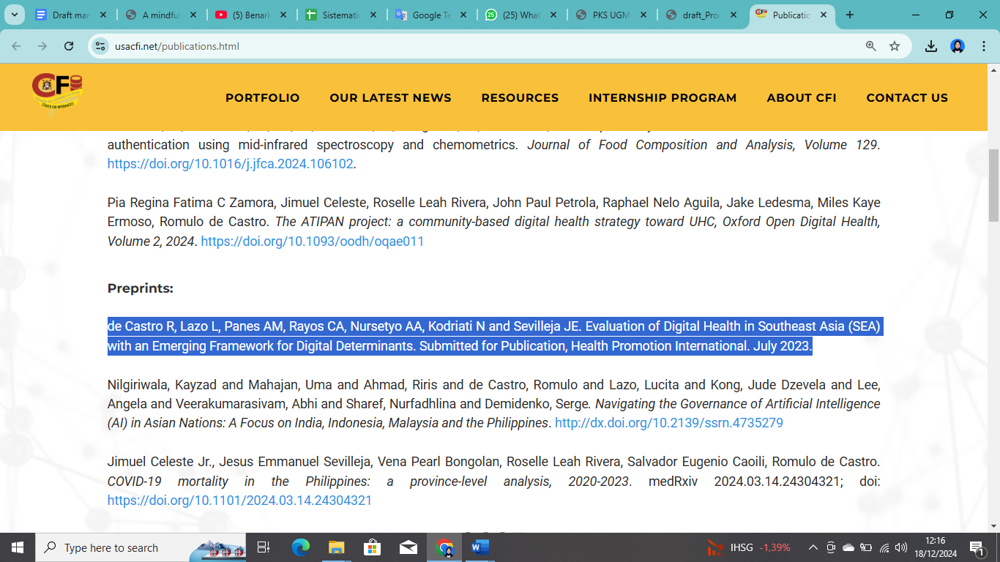 Draft man
A mindful
(5) Benark
Sistematic
Google Te
(25) What
PKS UGM
draft_Proc
Publicatio
usacfi.net/publications.html
CFI
CENTER FOR INFORMATICS
PORTFOLIO
OUR LATEST NEWS
RESOURCES
INTERNSHIP PROGRAM
ABOUT CFI
CONTACT US
authentication using mid-infrared spectroscopy and chemometrics. Journal of Food Composition and Analysis, Volume 129.
https://doi.org/10.1016/j.jfca.2024.106102.
Pia Regina Fatima C Zamora, Jimuel Celeste, Roselle Leah Rivera, John Paul Petrola, Raphael Nelo Aguila, Jake Ledesma, Miles Kaye
Ermoso, Romulo de Castro. The ATIPAN project: a community-based digital health strategy toward UHC, Oxford Open Digital Health,
Volume 2, 2024. https://doi.org/10.1093/oodh/oqae011
Preprints:
de Castro R, Lazo L, Panes AM, Rayos CA, Nursetyo AA, Kodriati N and Sevilleja JE. Evaluation of Digital Health in Southeast Asia (SEA)
with an Emerging Framework for Digital Determinants. Submitted for Publication, Health Promotion International. July 2023.
Nilgiriwala, Kayzad and Mahajan, Uma and Ahmad, Riris and de Castro, Romulo and Lazo, Lucita and Kong, Jude Dzevela and Lee,
Angela and Veerakumarasivam, Abhi and Sharef, Nurfadhlina and Demidenko, Serge. Navigating the Governance of Artificial Intelligence
(AI) in Asian Nations: A Focus on India, Indonesia, Malaysia and the Philippines. http://dx.doi.org/10.2139/ssrn.4735279
Jimuel Celeste Jr., Jesus Emmanuel Sevilleja, Vena Pearl Bongolan, Roselle Leah Rivera, Salvador Eugenio Caoili, Romulo de Castro.
COVID-19 mortality in the Philippines: a province-level analysis, 2020-2023. medRxiv 2024.03.14.24304321; doi:
https://doi.org/10.1101/2024.03.14.24304321
Type here to search
IHSG -1,39%
12:16
18/12/2024
1